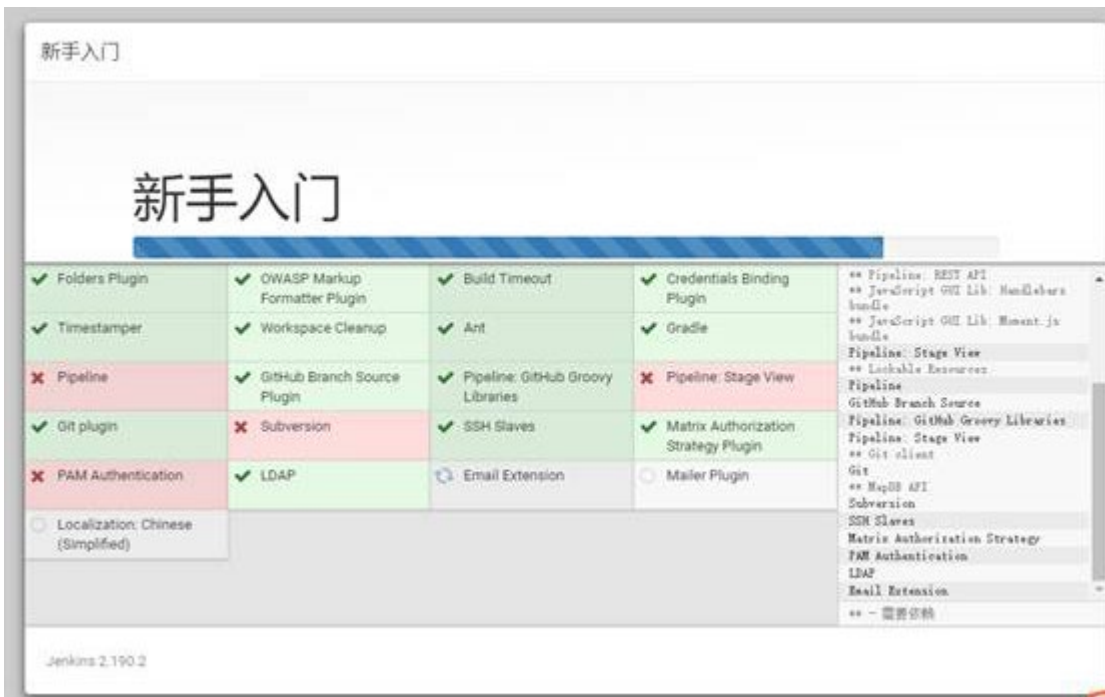 新手入门
新手入门
Folders Plugin
OWASP Markup
Formatter Plugin
Build Timeout
Credentials Binding
Plugin
Timestamper
Workspace Cleanup
Ant
Gradle
Pipeline
GitHub Branch Source
Plugin
Pipeline: GitHub Groovy
Libraries
Pipeline: Stage View
Git plugin
Subversion
SSH Slaves
Matrix Authorization
Strategy Plugin
PAM Authentication
LDAP
Email Extension
Mailer Plugin
Localization: Chinese
(Simplified)
** Pipeline: REST API
** JavaScript GUI Lib: Handlebars
bundle
** JavaScript GUI Lib: Moment.js
bundle
Pipeline: Stage View
** Lockable Resources
Pipeline
GitHub Branch Source
Pipeline: GitHub Groovy Libraries
Pipeline: Stage View
** Git client
Git
** MapDB API
Subversion
SSH Slaves
Matrix Authorization Strategy
PAM Authentication
LDAP
Email Extension
** - 需要依赖
Jenkins 2.190.2